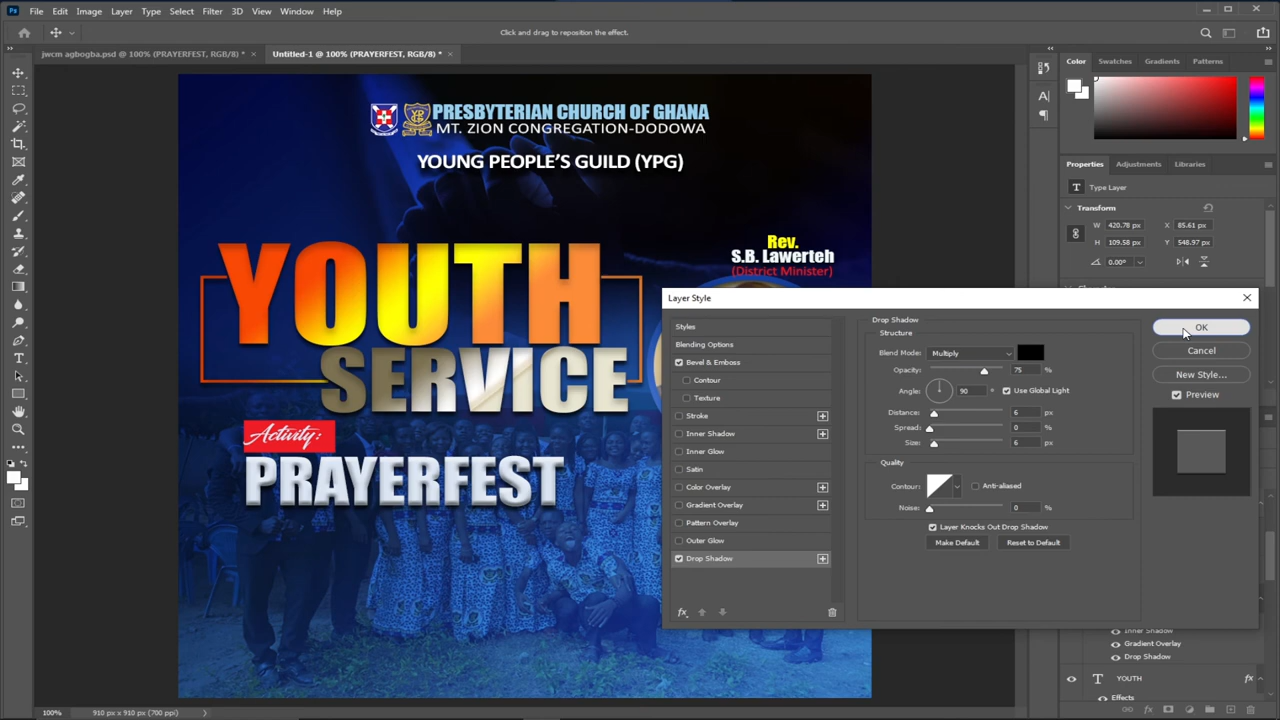 Ps File Edit Image Layer Type Select Filter 3D View Window Help
Click and drag to reposition the effect.
jwcm agbogba.psd @ 100% (PRAYERFEST, RGB/8) * × Untitled-1 @ 100% (PRAYERFEST, RGB/8) * ×
Color Swatches Gradients Patterns
PRESBYTERIAN CHURCH OF GHANA
MT. ZION CONGREGATION-DODOWA
YOUNG PEOPLE'S GUILD (YPG)
Properties Adjustments Libraries
T Type Layer
Transform
W 420.78 px X 85.61 px
H 109.58 px Y 548.97 px
0.00°
Rev.
S.B. Lawerteh
(District Minister)
YOUTH
SERVICE
Activity:
PRAYERFEST
Layer Style
Styles
Blending Options
Bevel & Emboss
Contour
Texture
Stroke
Inner Shadow
Inner Glow
Satin
Color Overlay
Gradient Overlay
Pattern Overlay
Outer Glow
Drop Shadow
fx
Drop Shadow
Structure
Blend Mode: Multiply
Opacity: 75 %
Angle: 90 ° Use Global Light
Distance: 6 px
Spread: 0 %
Size: 6 px
Quality
Contour: Anti-aliased
Noise: 0 %
Layer Knocks Out Drop Shadow
Make Default Reset to Default
OK
Cancel
New Style...
Preview
Inner Shadow
Gradient Overlay
Drop Shadow
T YOUTH fx
Effects
100% 910 px x 910 px (700 ppi)